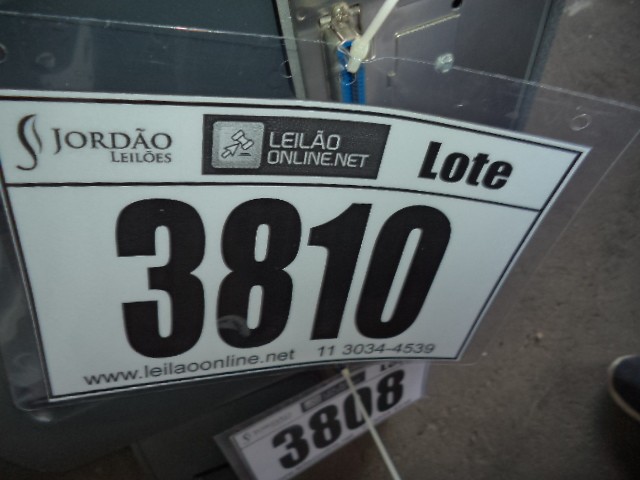 JORDÃO
LEILÕES
LEILÃO
ONLINE.NET
Lote
3810
www.leilaoonline.net 11 3034-4539
3808